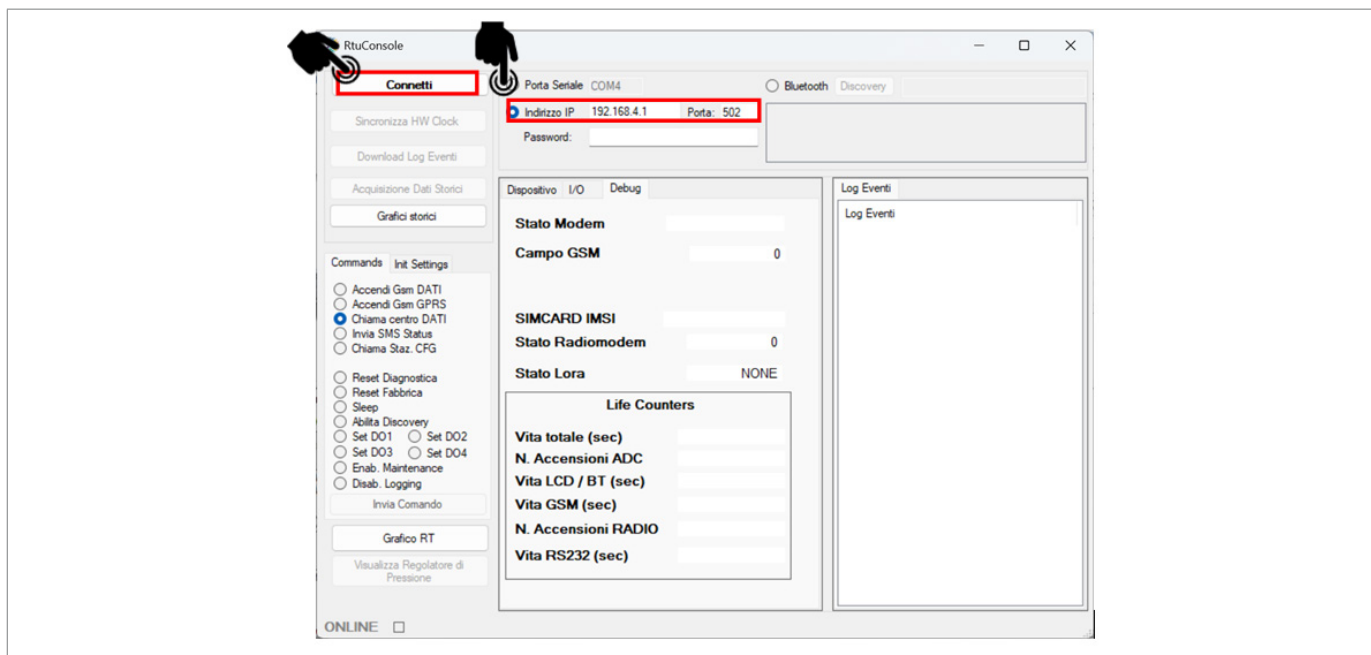 RtuConsole
Connetti
Sincronizza HW Clock
Download Log Eventi
Acquisizione Dati Storici
Grafici storici
Porta Seriale COM4
Bluetooth Discovery
Indirizzo IP 192.168.4.1 Porta: 502
Password:
Commands Init Settings
Accendi Gsm DATI
Accendi Gsm GPRS
Chiama centro DATI
Invia SMS Status
Chiama Staz. CFG
Reset Diagnostica
Reset Fabbrica
Sleep
Abilita Discovery
Set DO1 Set DO2
Set DO3 Set DO4
Enab. Maintenance
Disab. Logging
Invia Comando
Grafico RT
Visualizza Regolatore di
Pressione
Dispositivo I/O Debug
Stato Modem
Campo GSM 0
SIMCARD IMSI
Stato Radiomodem 0
Stato Lora NONE
Life Counters
Vita totale (sec)
N. Accensioni ADC
Vita LCD / BT (sec)
Vita GSM (sec)
N. Accensioni RADIO
Vita RS232 (sec)
Log Eventi
Log Eventi
ONLINE